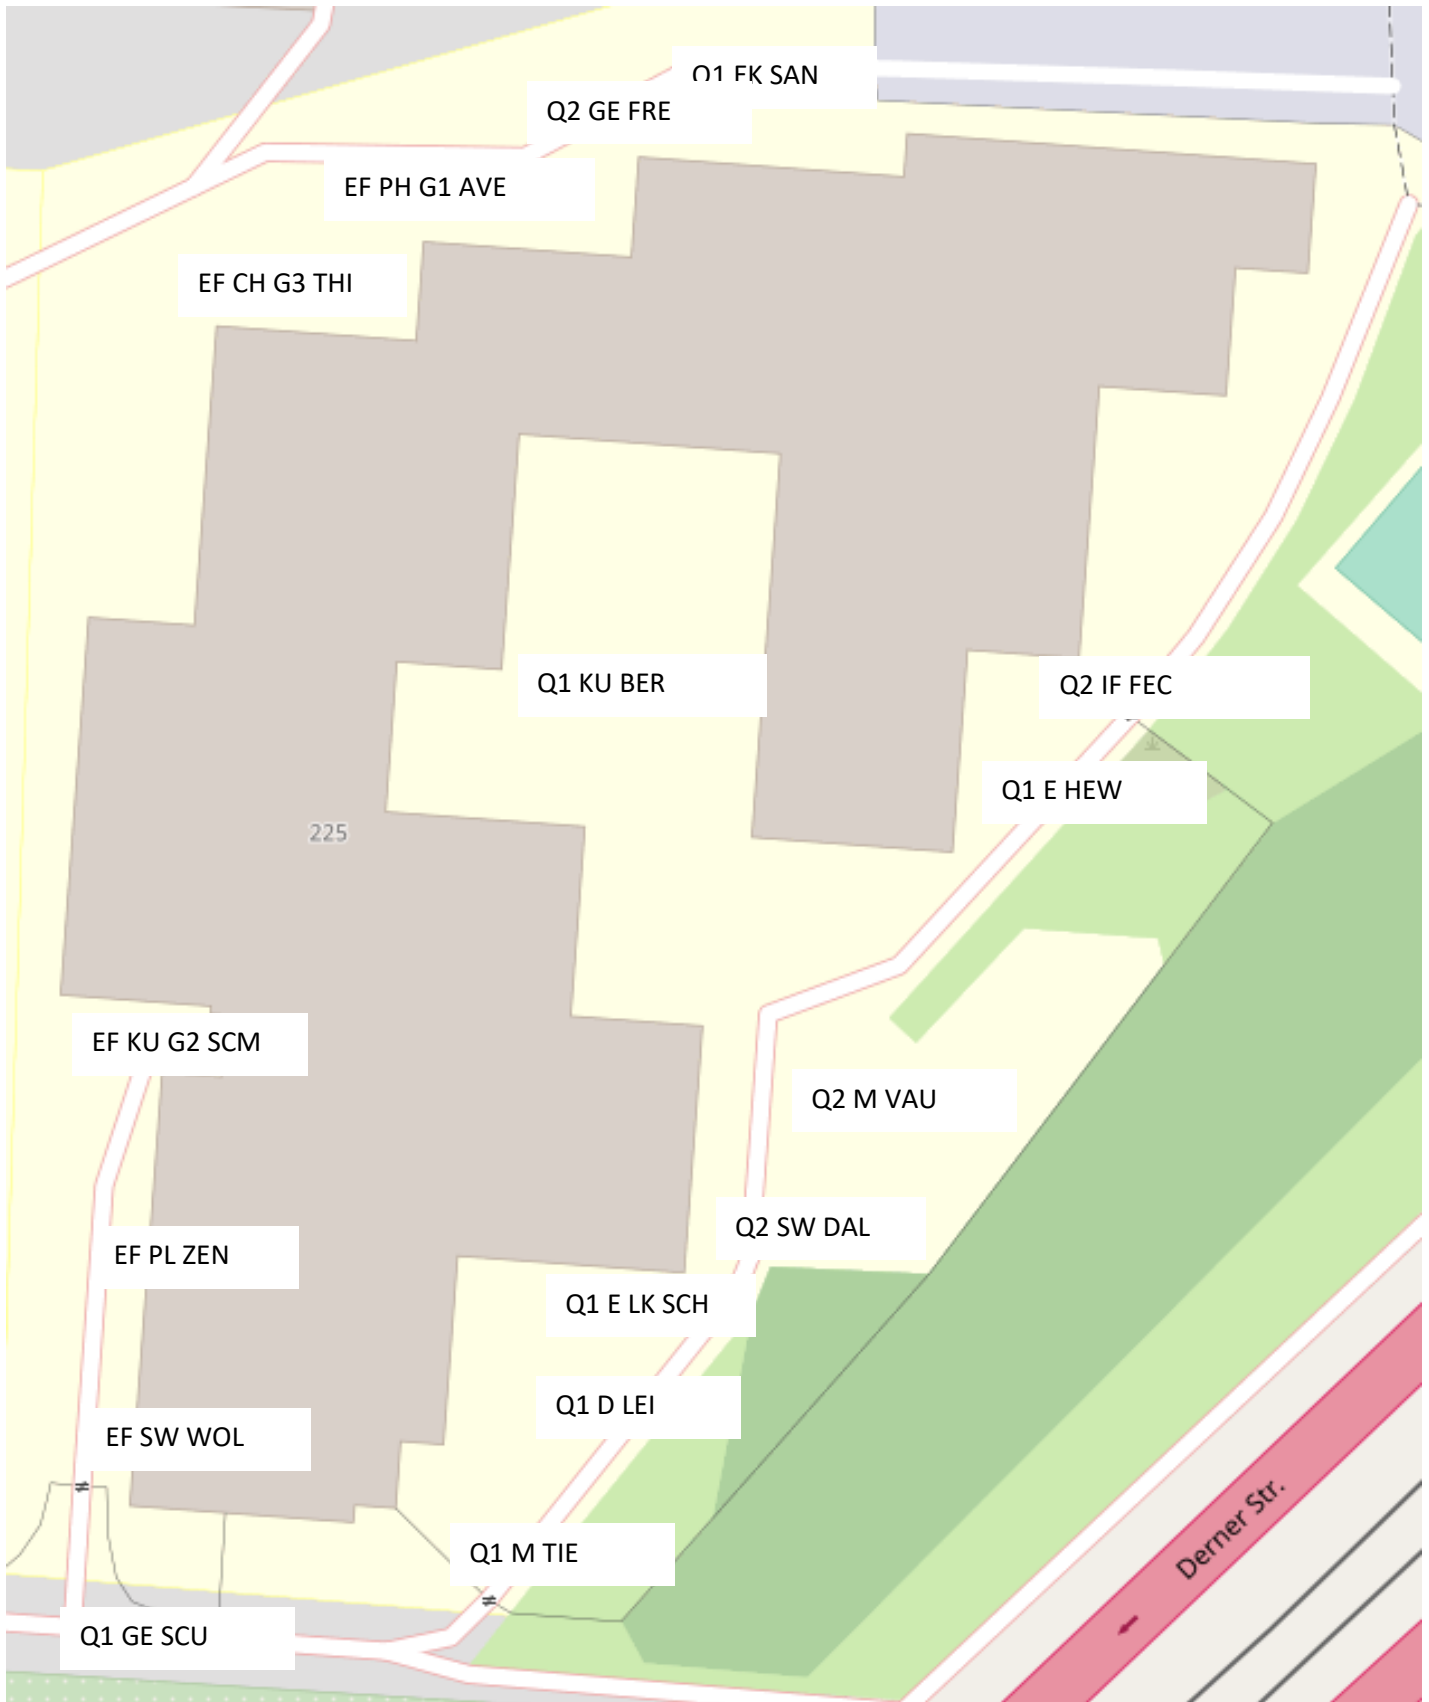 Q1 EK SAN
Q2 GE FRE
EF PH G1 AVE
EF CH G3 THI
Q1 KU BER
Q2 IF FEC
Q1 E HEW
225
EF KU G2 SCM
Q2 M VAU
Q2 SW DAL
EF PL ZEN
Q1 E LK SCH
Q1 D LEI
EF SW WOL
Derner Str.
Q1 M TIE
Q1 GE SCU